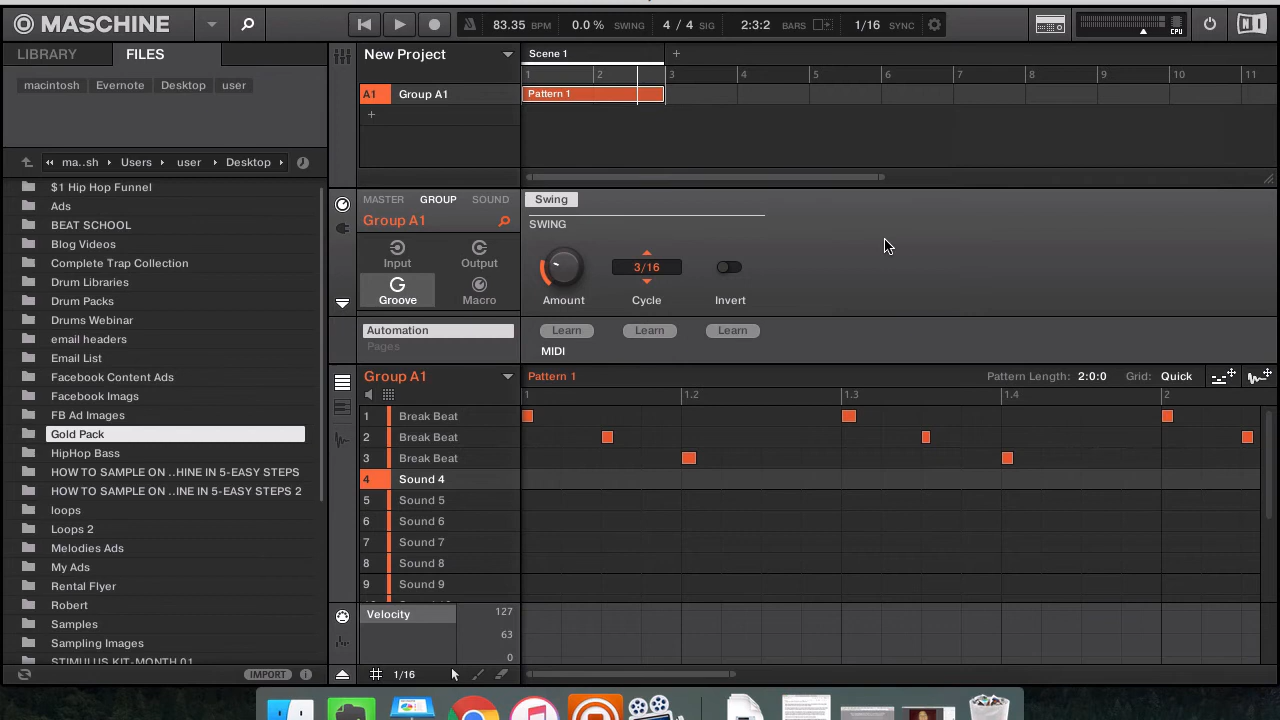 MASCHINE
83.35 BPM 0.0 % SWING 4 / 4 SIG 2:3:2 BARS 1/16 SYNC
CPU
LIBRARY FILES
macintosh Evernote Desktop user
ma..sh Users user Desktop
$1 Hip Hop Funnel
Ads
BEAT SCHOOL
Blog Videos
Complete Trap Collection
Drum Libraries
Drum Packs
Drums Webinar
email headers
Email List
Facebook Content Ads
Facebook Images
FB Ad Images
Gold Pack
HipHop Bass
HOW TO SAMPLE ON ..HINE IN 5-EASY STEPS
HOW TO SAMPLE ON ..INE IN 5-EASY STEPS 2
loops
Loops 2
Melodies Ads
My Ads
Rental Flyer
Robert
Samples
Sampling Images
STIMULUS KIT-MONTH 01
IMPORT
New Project
Scene 1
1 2 3 4 5 6 7 8 9 10 11
A1 Group A1
Pattern 1
MASTER GROUP SOUND
Group A1
Input Output
Groove Macro
Automation
Pages
Swing
SWING
3/16
Amount Cycle Invert
Learn Learn Learn
MIDI
Group A1
Pattern 1
Pattern Length: 2:0:0 Grid: Quick
1 1.2 1.3 1.4 2
1 Break Beat
2 Break Beat
3 Break Beat
4 Sound 4
5 Sound 5
6 Sound 6
7 Sound 7
8 Sound 8
9 Sound 9
Velocity
127
63
0
1/16